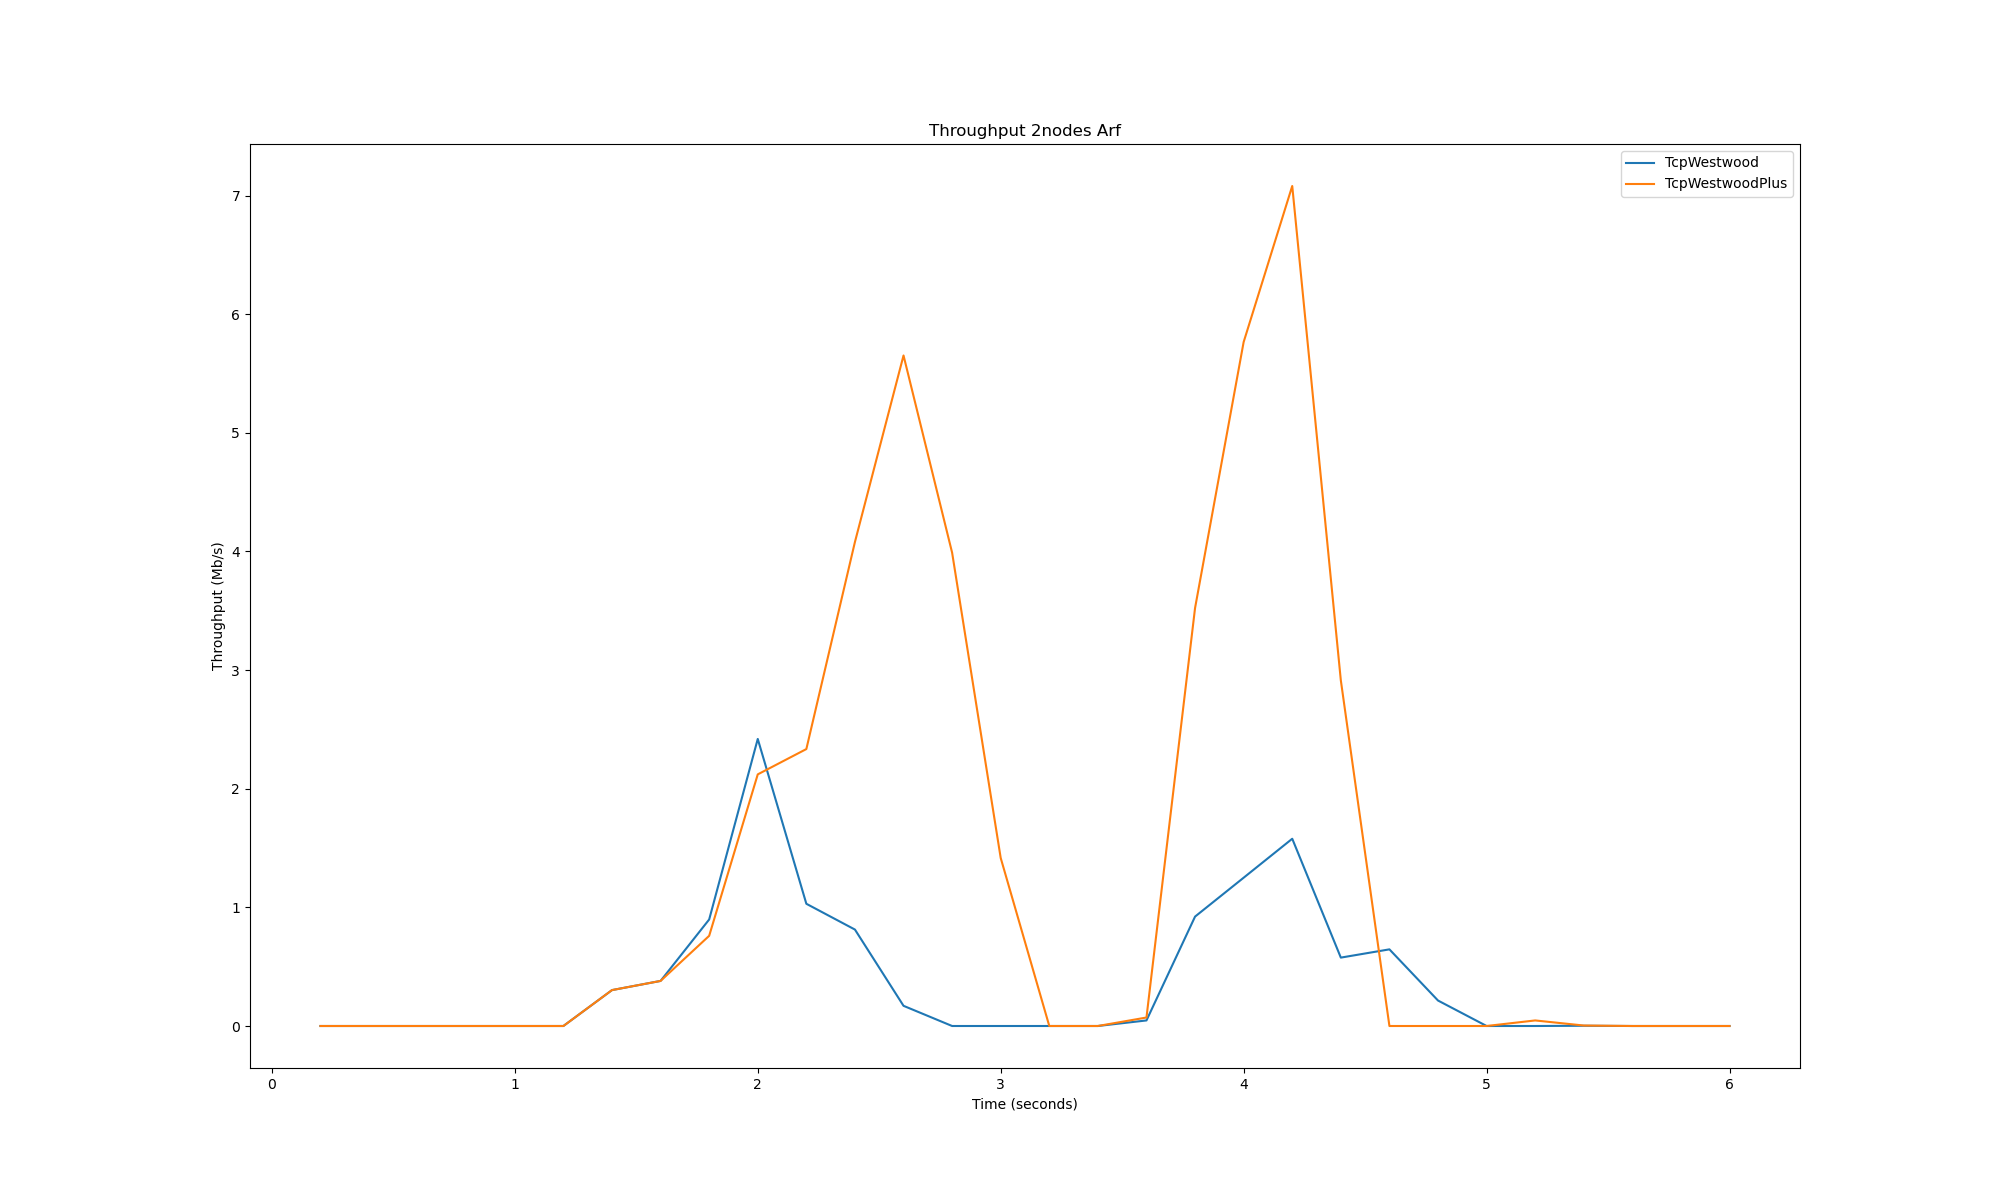 Throughput 2nodes Arf
TcpWestwood
TcpWestwoodPlus
7
6
5
4
3
2
1
0
Throughput (Mb/s)
0 1 2 3 4 5 6
Time (seconds)